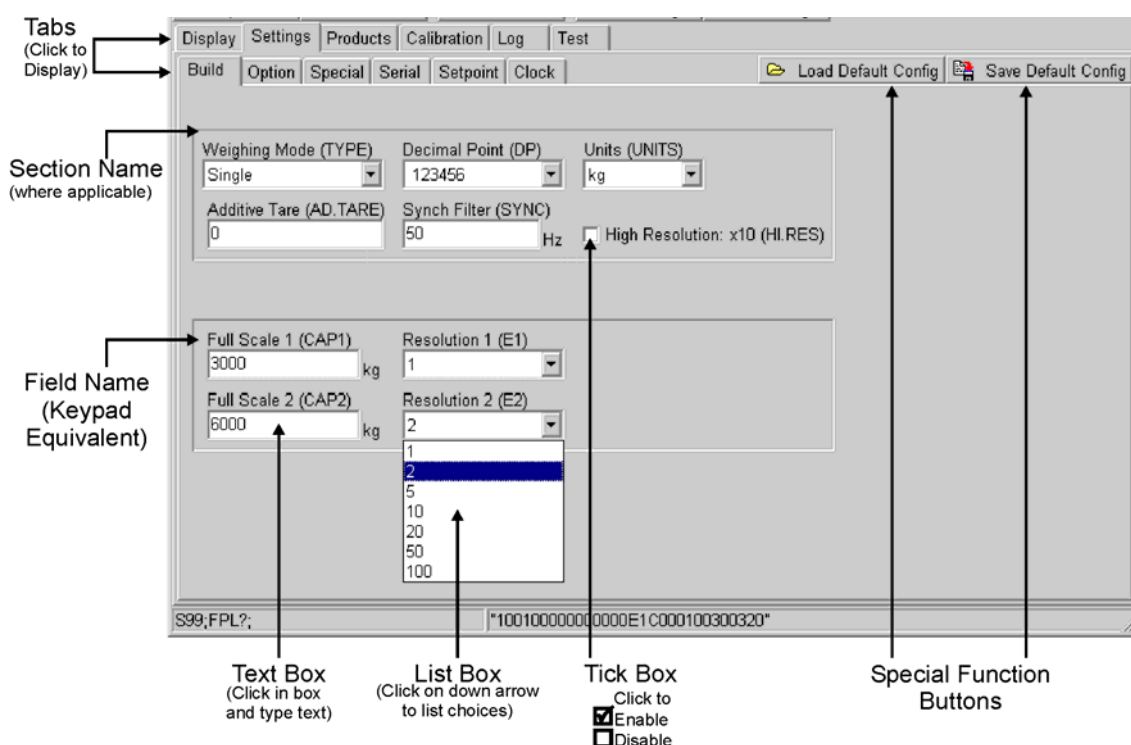 Tabs
(Click to
Display)
Display Settings Products Calibration Log Test
Build Option Special Serial Setpoint Clock
Load Default Config Save Default Config
Section Name
(where applicable)
Weighing Mode (TYPE) Decimal Point (DP) Units (UNITS)
Single 123456 kg
Additive Tare (AD.TARE) Synch Filter (SYNC)
0 50 Hz High Resolution: x10 (HI.RES)
Field Name
(Keypad
Equivalent)
Full Scale 1 (CAP1) Resolution 1 (E1)
3000 kg 1
Full Scale 2 (CAP2) Resolution 2 (E2)
6000 kg 2
1
2
5
10
20
50
100
S99;FPL?; "100100000000000E1C000100300320"
Text Box
(Click in box
and type text)
List Box
(Click on down arrow
to list choices)
Tick Box
Click to
Enable
Disable
Special Function
Buttons